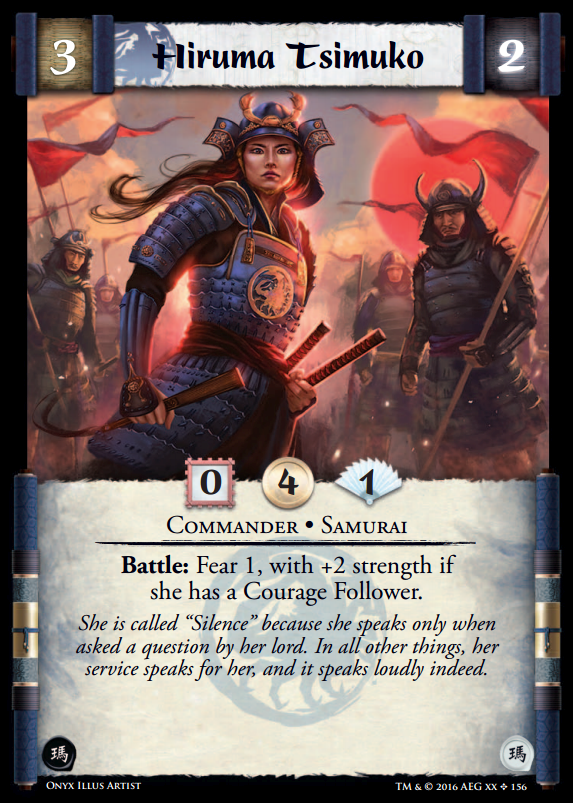 3
Hiruma Tsimuko
2
0
4
1
Commander • Samurai
Battle: Fear 1, with +2 strength if
she has a Courage Follower.
She is called “Silence” because she speaks only when
asked a question by her lord. In all other things, her
service speaks for her, and it speaks loudly indeed.
瑪
瑪
Onyx Illus Artist
TM & © 2016 AEG xx ❖ 156